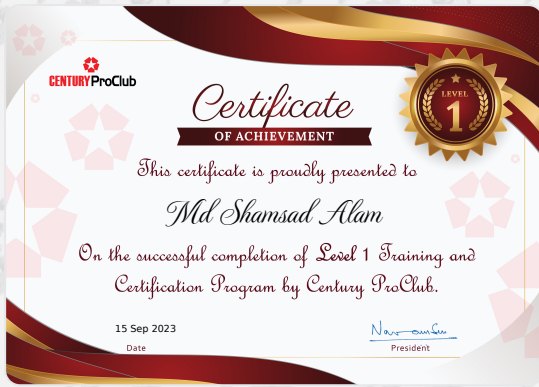 CENTURY ProClub
LEVEL
1
Certificate
OF ACHIEVEMENT
This certificate is proudly presented to
Md Shamsad Alam
On the successful completion of Level 1 Training and
Certification Program by Century ProClub.
15 Sep 2023
Date
President